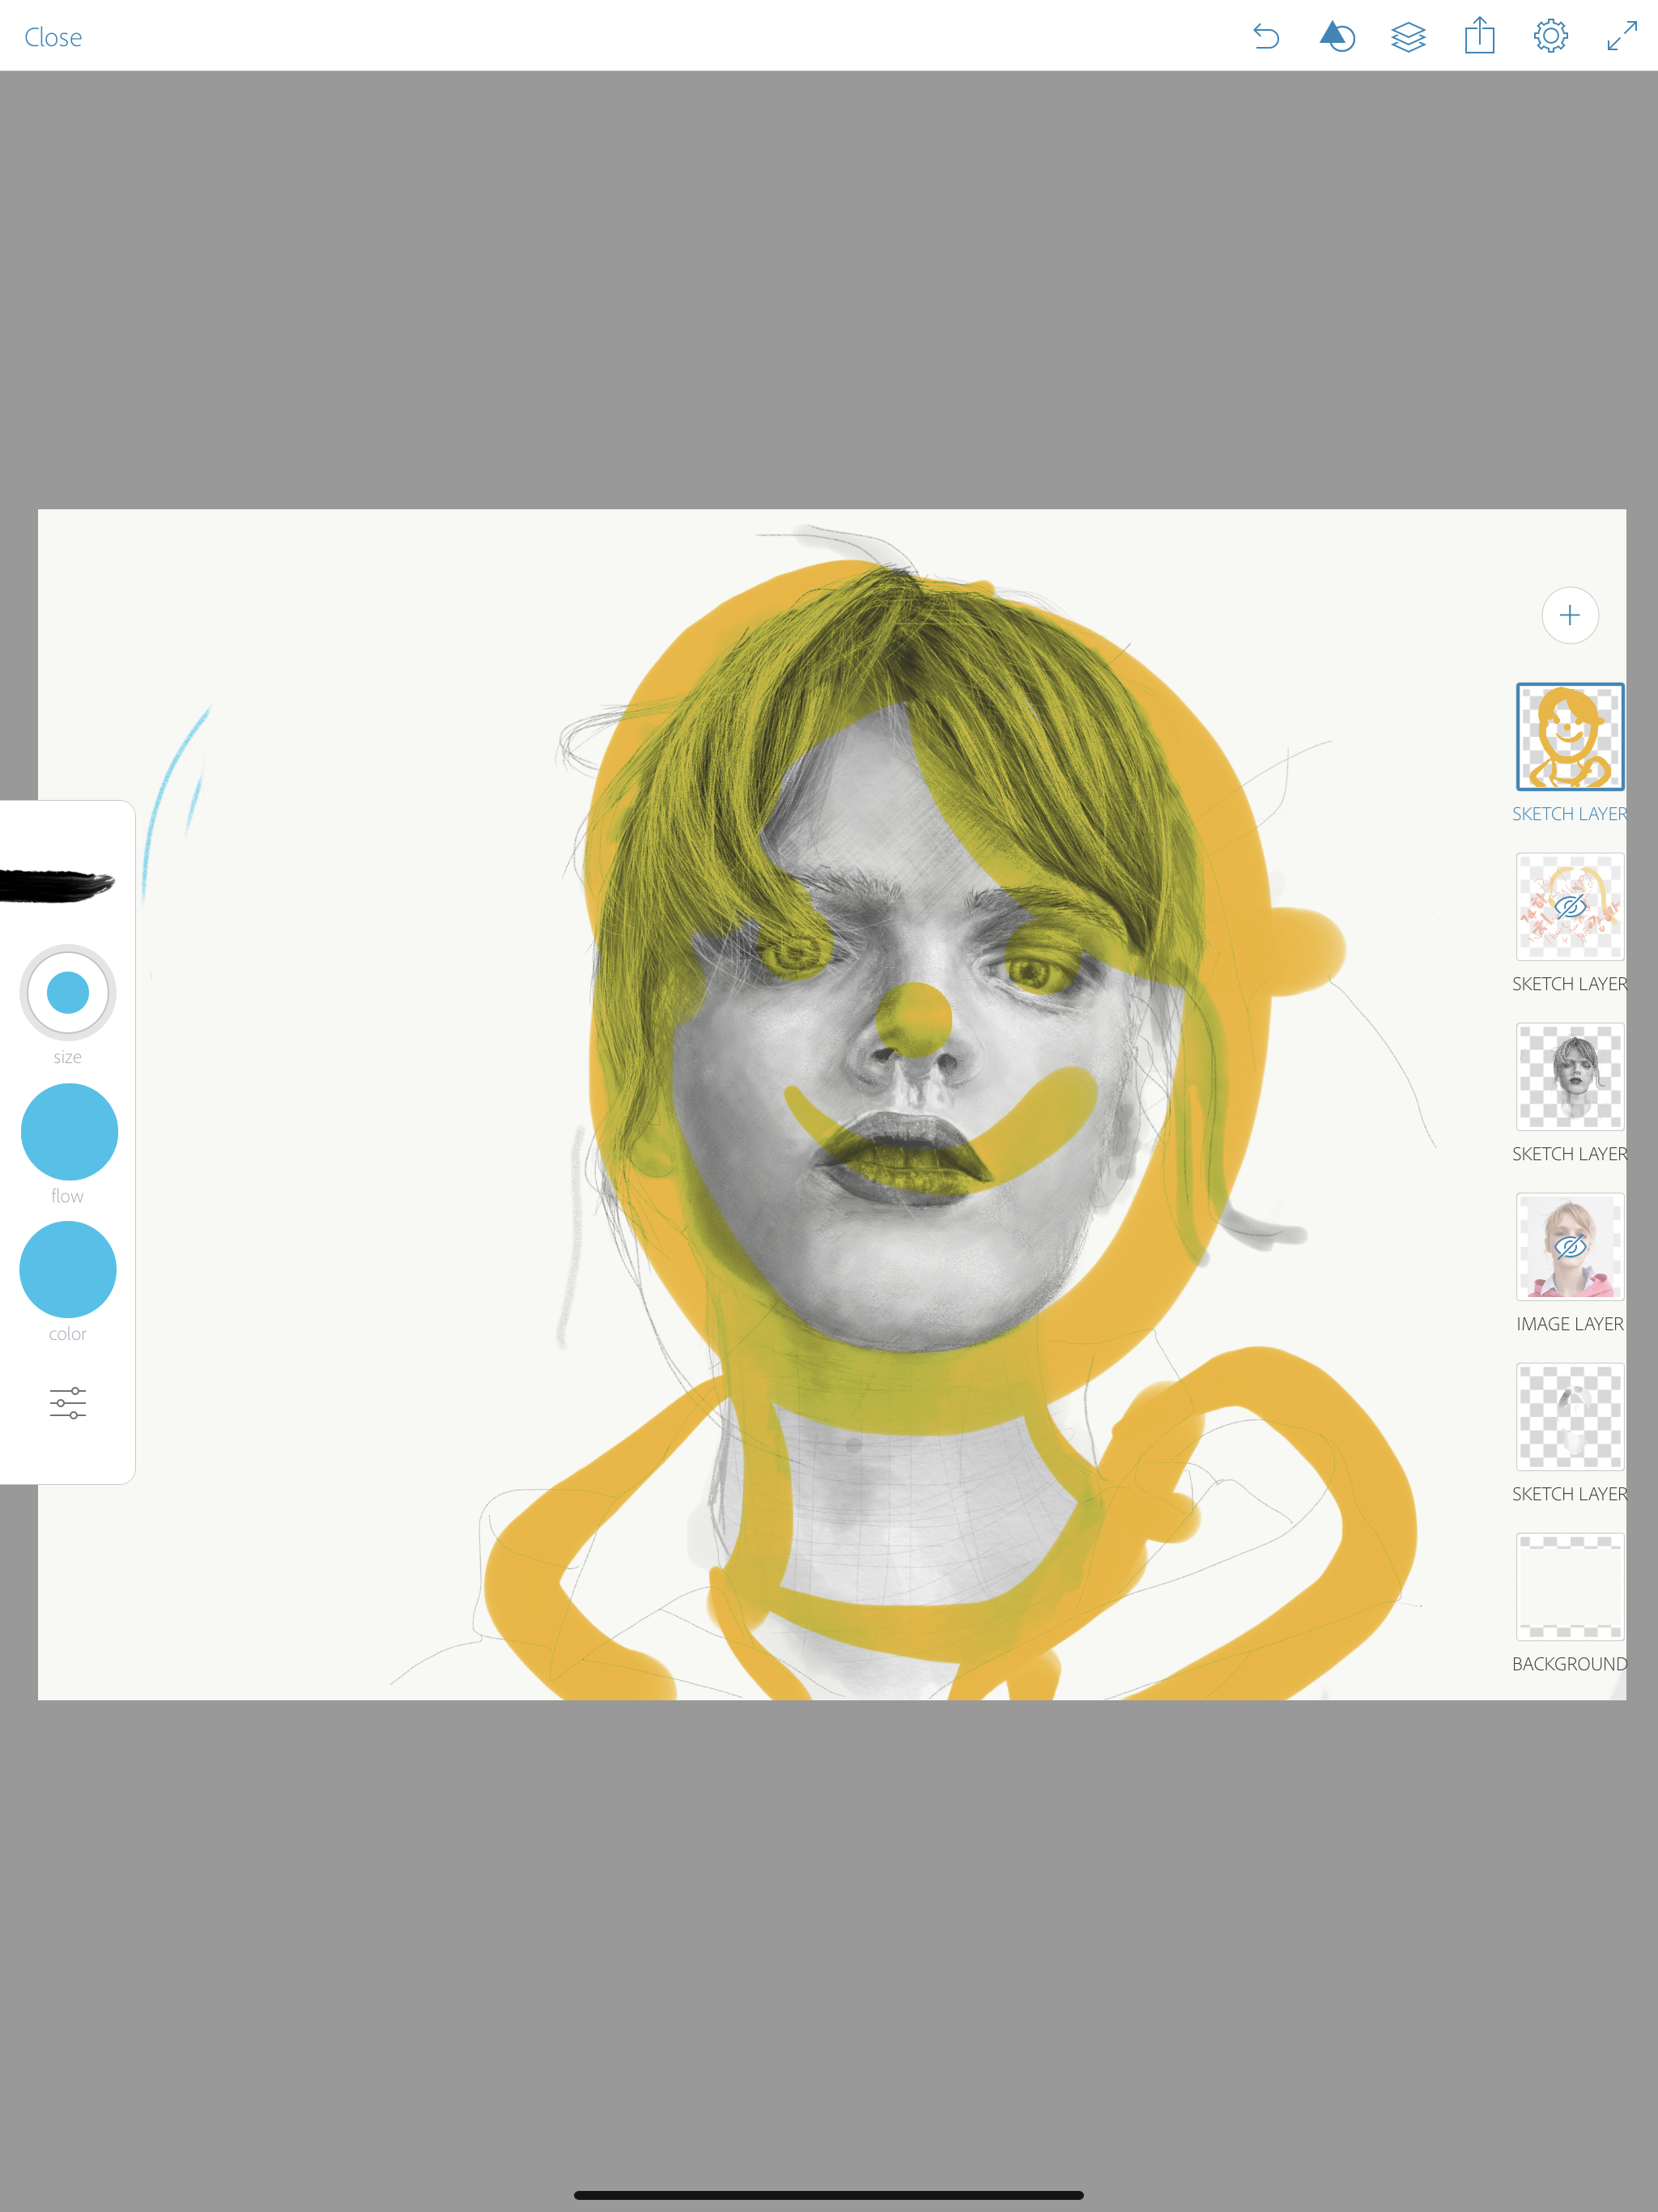 Close
size
flow
color
SKETCH LAYER
SKETCH LAYER
SKETCH LAYER
IMAGE LAYER
SKETCH LAYER
BACKGROUND